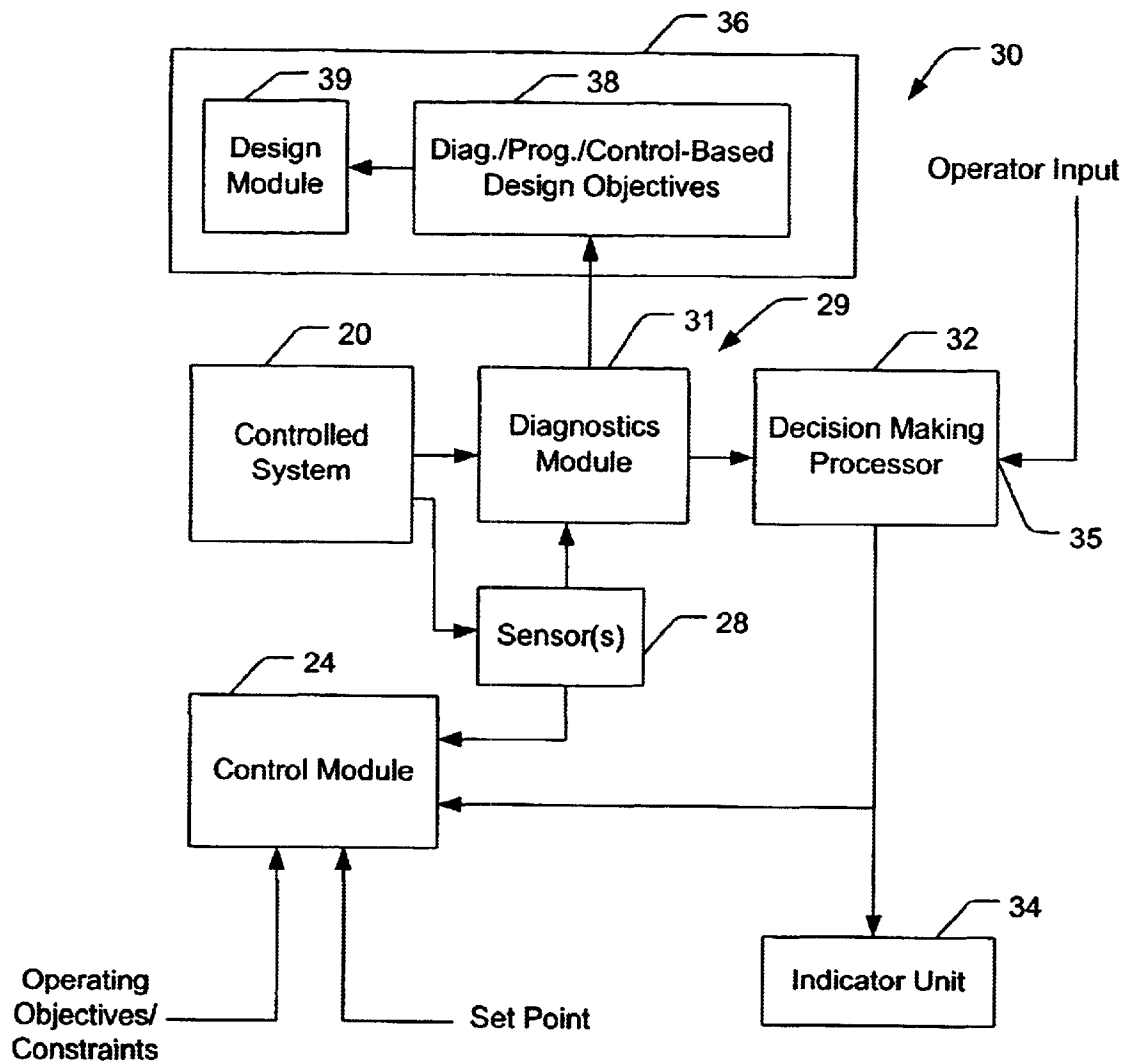 36
30
39
38
Design
Module
Diag./Prog./Control-Based
Design Objectives
Operator Input
20
31
29
32
Controlled
System
Diagnostics
Module
Decision Making
Processor
35
Sensor(s)
28
24
Control Module
34
Indicator Unit
Operating
Objectives/
Constraints
Set Point